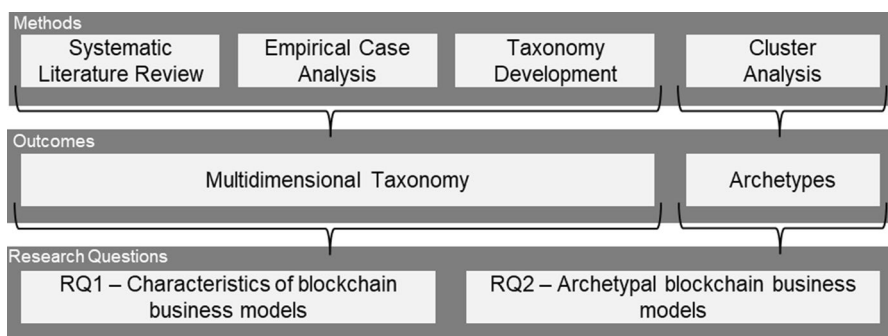 Methods
Systematic
Literature Review
Empirical Case
Analysis
Taxonomy
Development
Cluster
Analysis
Outcomes
Multidimensional Taxonomy
Archetypes
Research Questions
RQ1 – Characteristics of blockchain
business models
RQ2 – Archetypal blockchain business
models